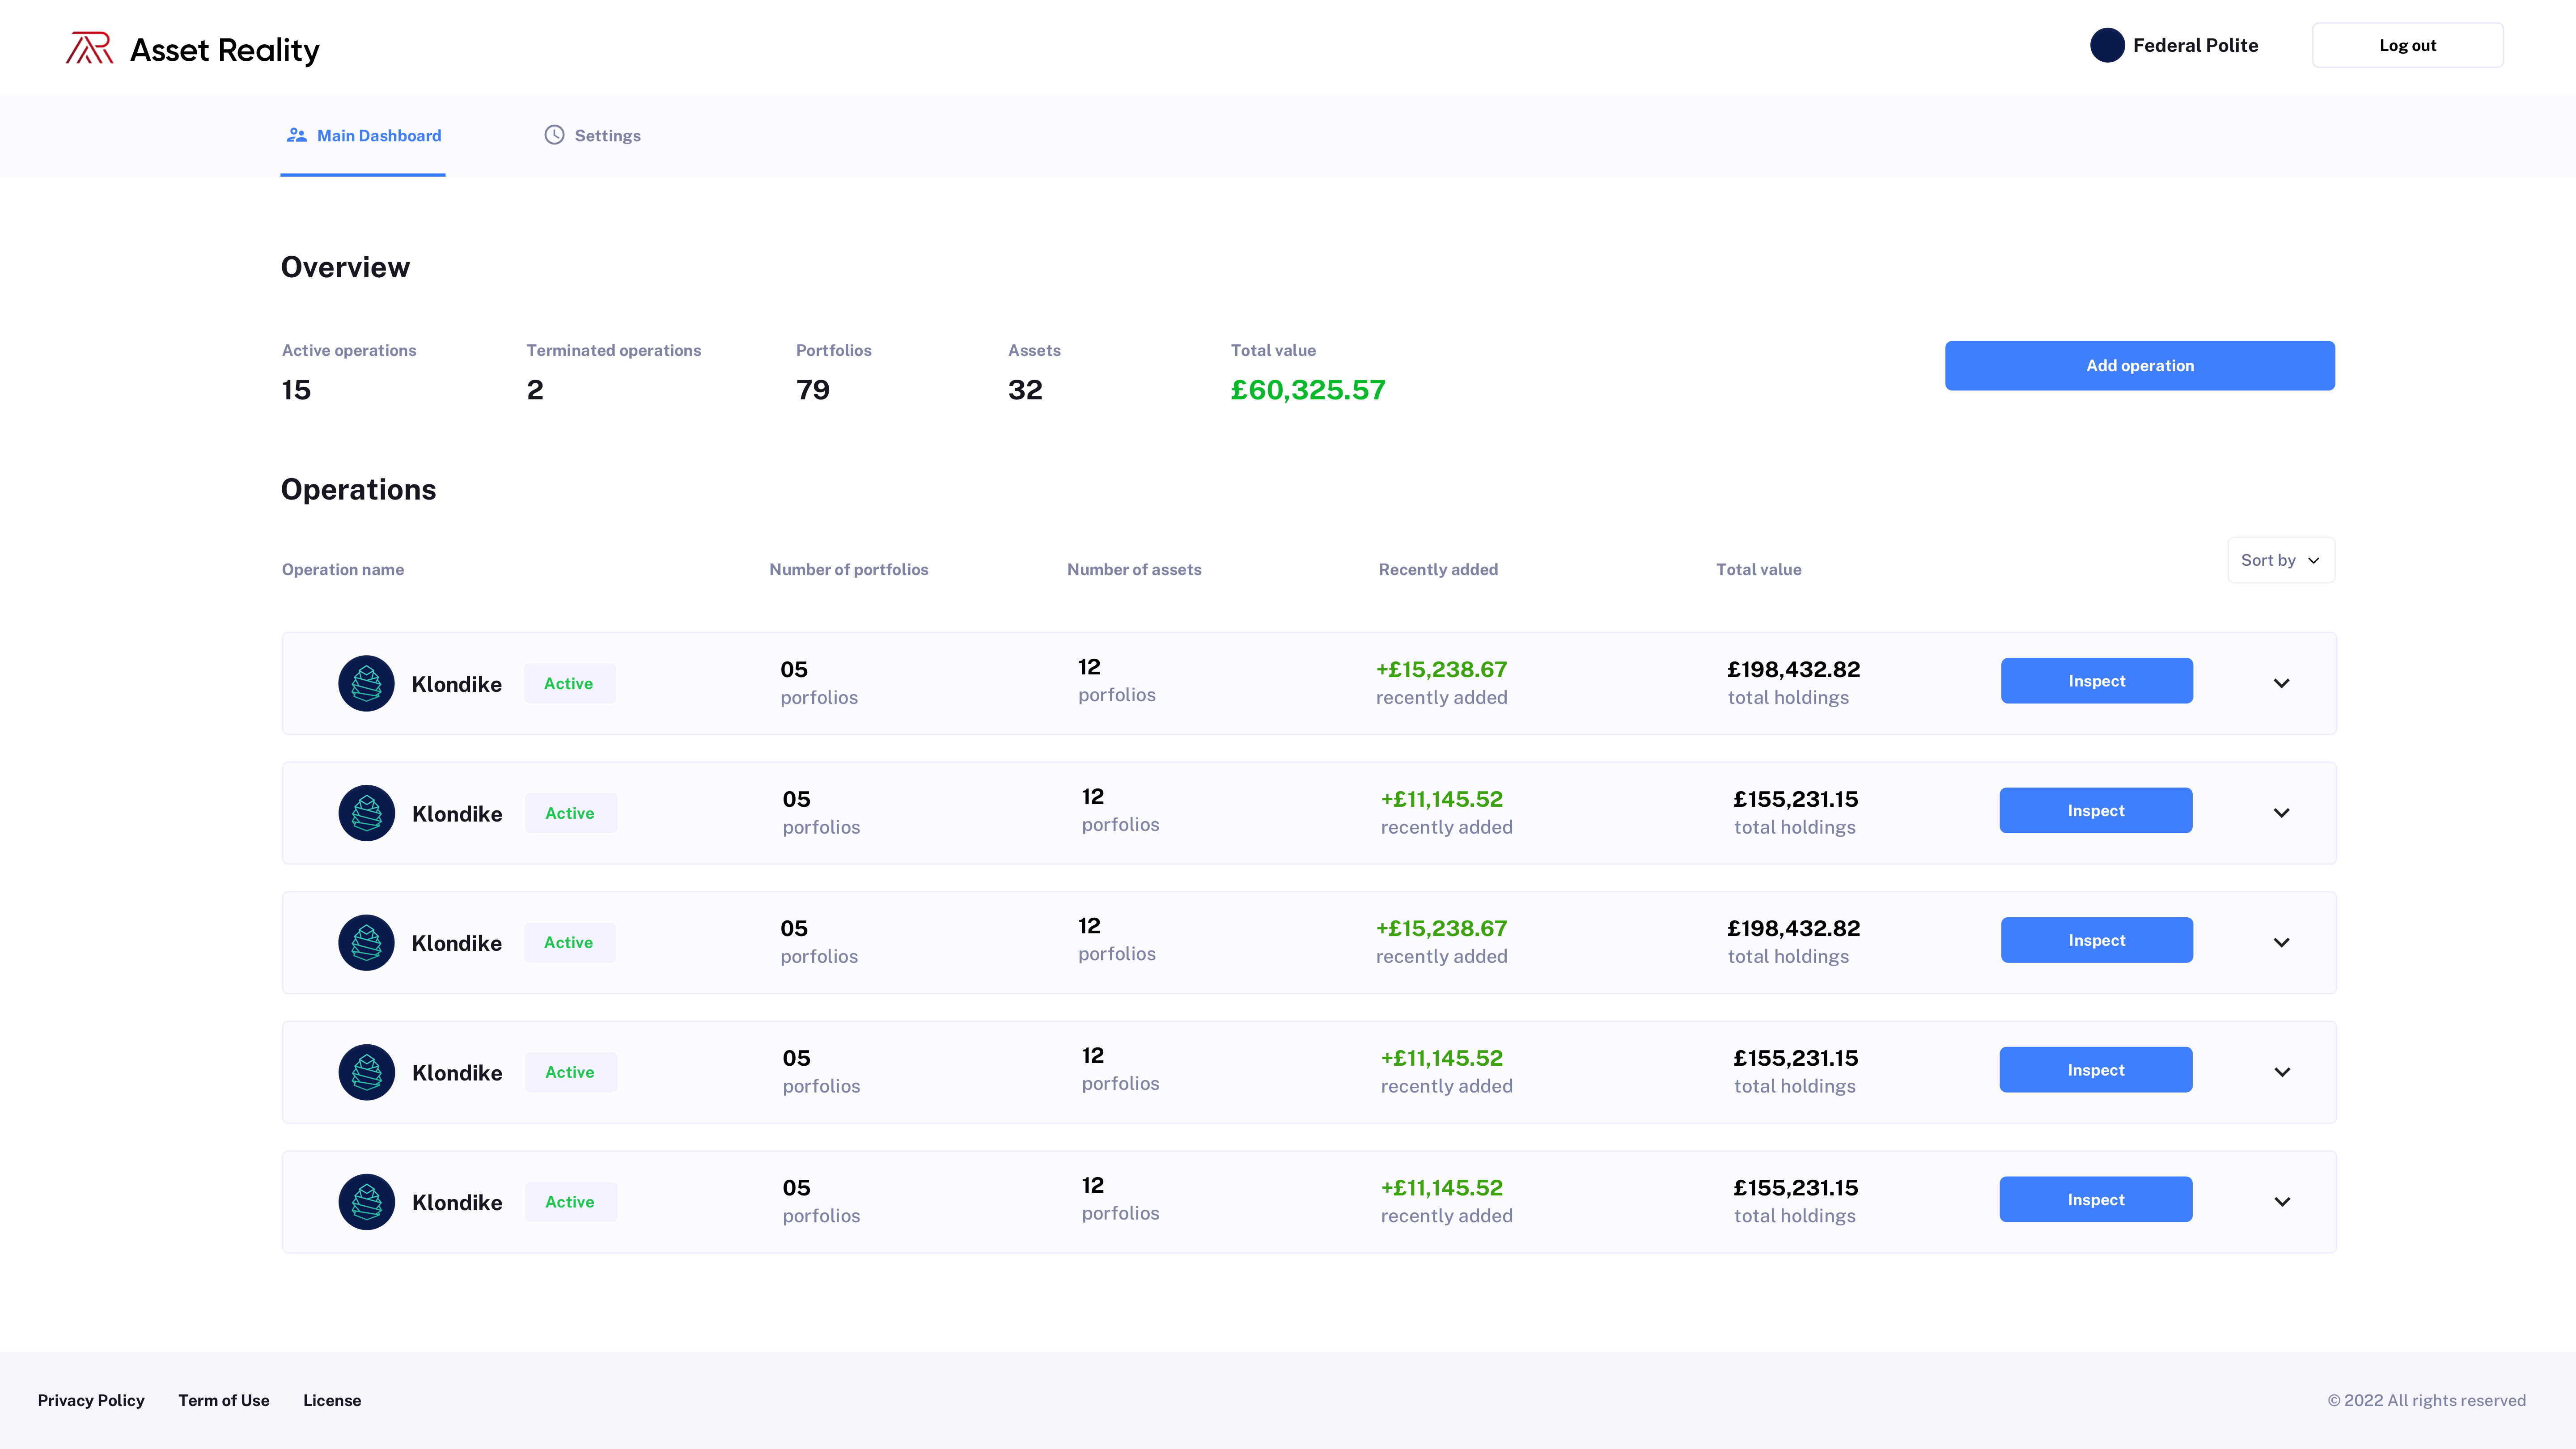 Asset Reality
Federal Polite
Log out
Main Dashboard
Settings
Overview
Active operations
15
Terminated operations
2
Portfolios
79
Assets
32
Total value
£60,325.57
Add operation
Operations
Sort by
Operation name
Number of portfolios
Number of assets
Recently added
Total value
Klondike
Active
05
porfolios
12
porfolios
+£15,238.67
recently added
£198,432.82
total holdings
Inspect
Klondike
Active
05
porfolios
12
porfolios
+£11,145.52
recently added
£155,231.15
total holdings
Inspect
Klondike
Active
05
porfolios
12
porfolios
+£15,238.67
recently added
£198,432.82
total holdings
Inspect
Klondike
Active
05
porfolios
12
porfolios
+£11,145.52
recently added
£155,231.15
total holdings
Inspect
Klondike
Active
05
porfolios
12
porfolios
+£11,145.52
recently added
£155,231.15
total holdings
Inspect
Privacy Policy
Term of Use
License
© 2022 All rights reserved